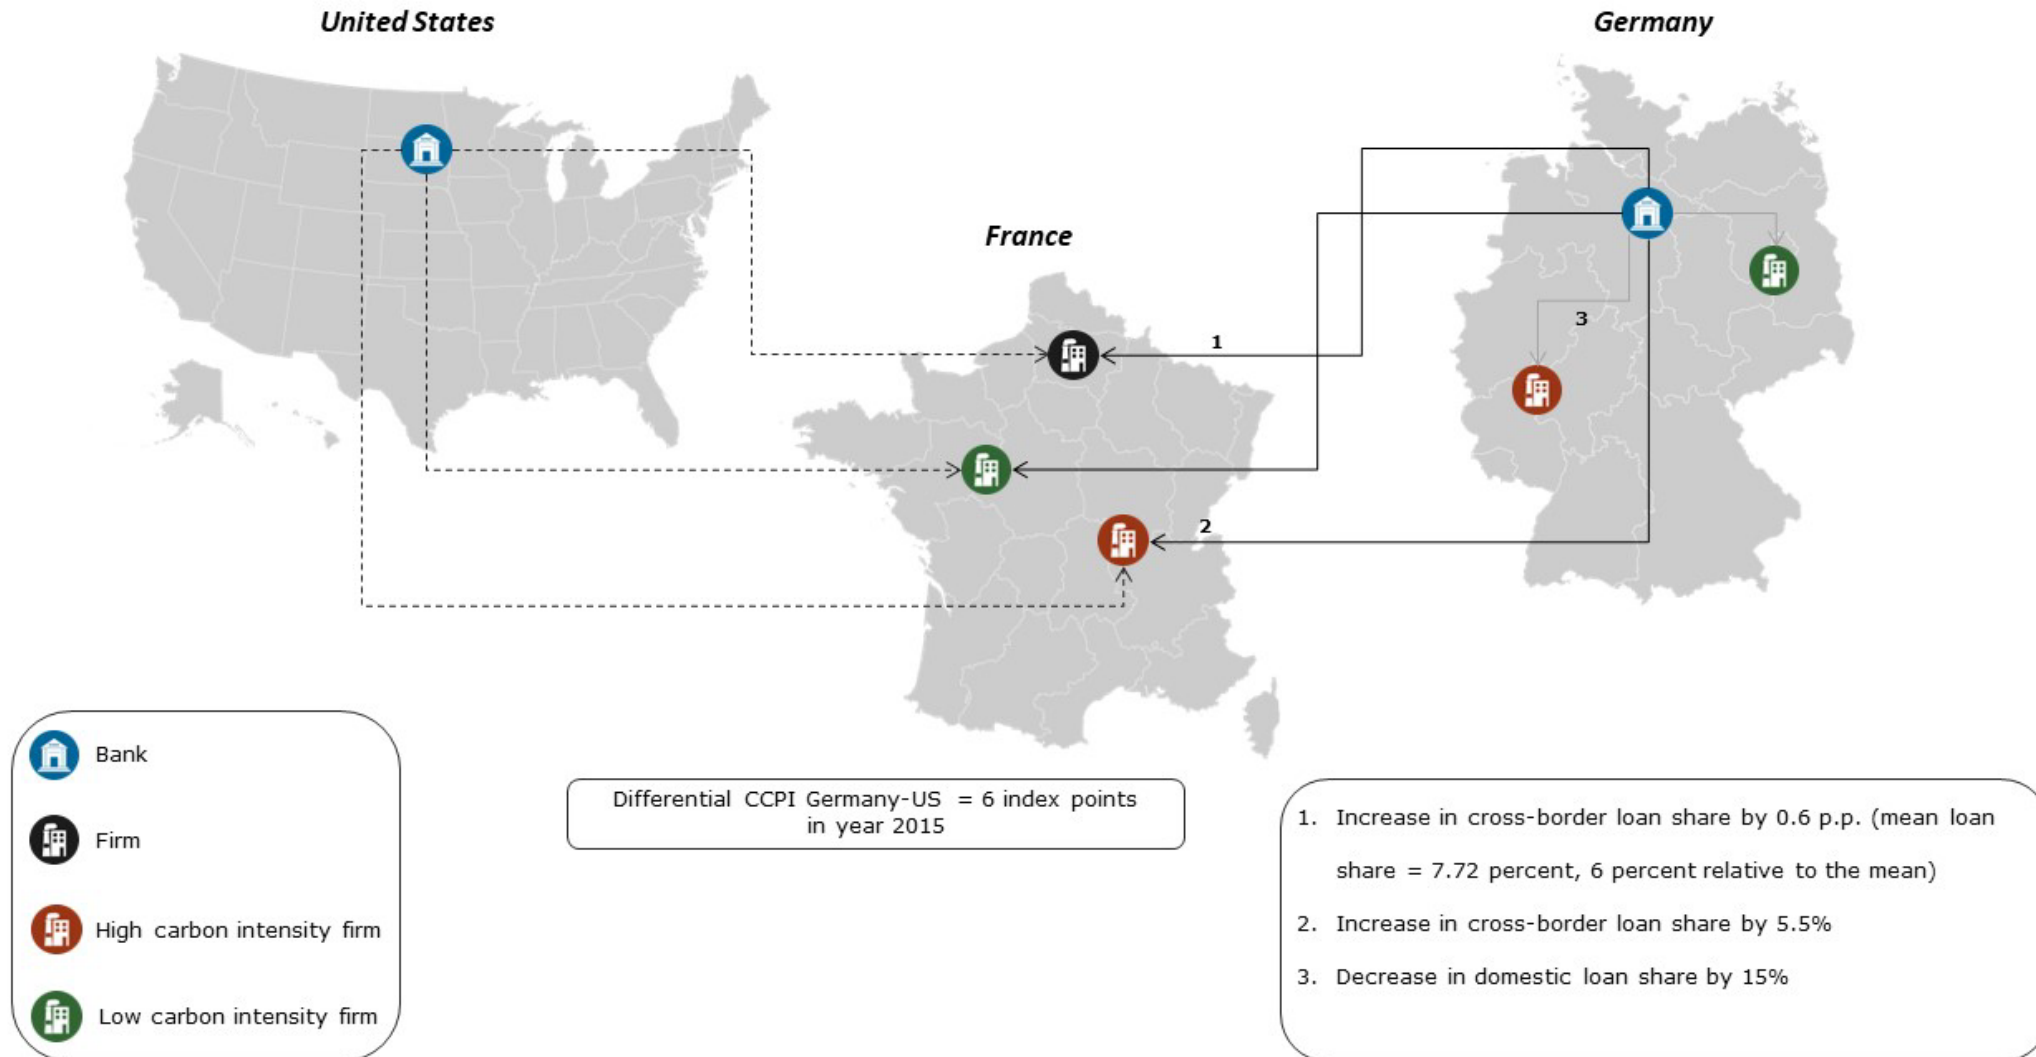 United States
Germany
France
1
2
3
Bank
Firm
High carbon intensity firm
Low carbon intensity firm
Differential CCPI Germany-US = 6 index points
in year 2015
1. Increase in cross-border loan share by 0.6 p.p. (mean loan
share = 7.72 percent, 6 percent relative to the mean)
2. Increase in cross-border loan share by 5.5%
3. Decrease in domestic loan share by 15%